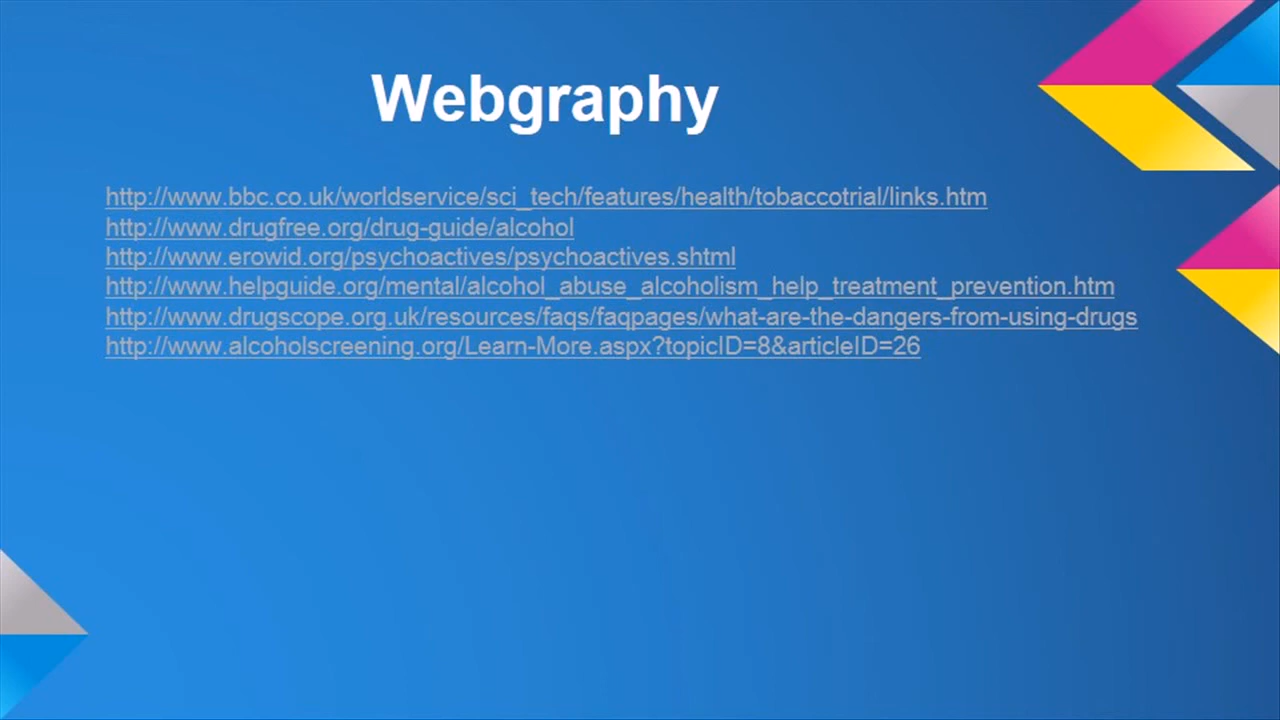 Webgraphy
http://www.bbc.co.uk/worldservice/sci_tech/features/health/tobaccotrial/links.htm
http://www.drugfree.org/drug-guide/alcohol
http://www.erowid.org/psychoactives/psychoactives.shtml
http://www.helpguide.org/mental/alcohol_abuse_alcoholism_help_treatment_prevention.htm
http://www.drugscope.org.uk/resources/faqs/faqpages/what-are-the-dangers-from-using-drugs
http://www.alcoholscreening.org/Learn-More.aspx?topicID=8&articleID=26